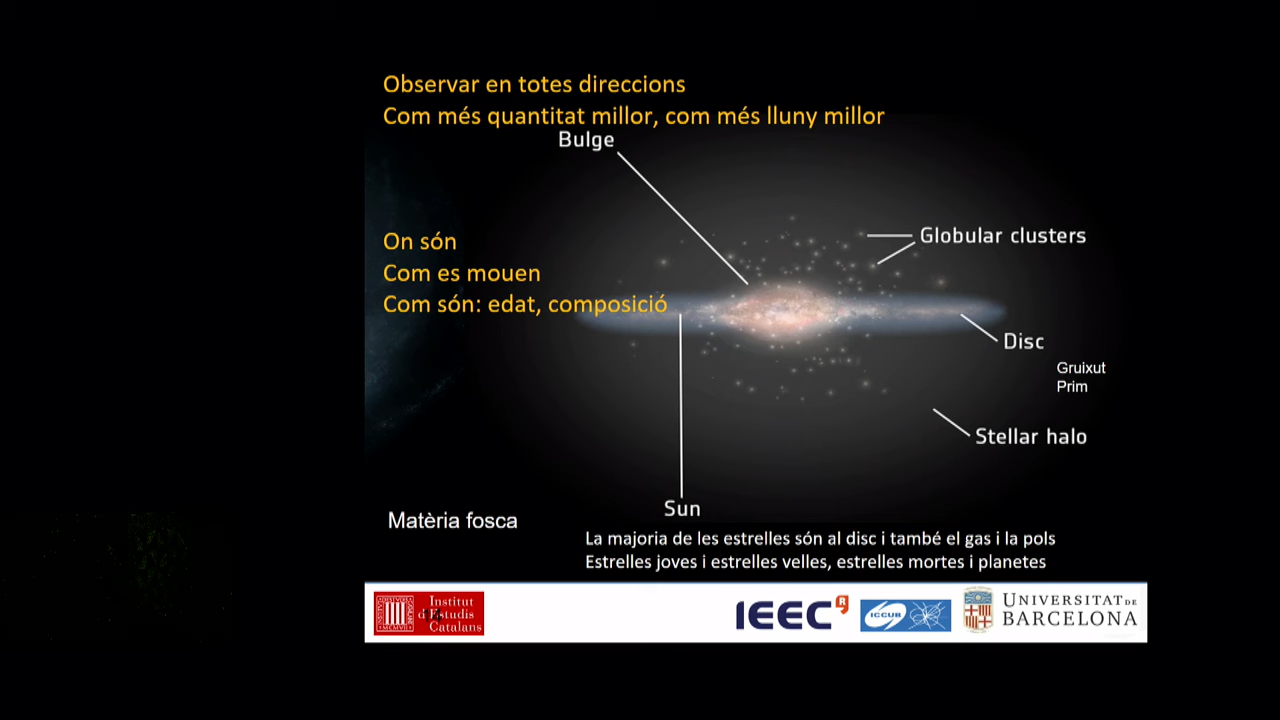 Observar en totes direccions
Com més quantitat millor, com més lluny millor
Bulge
Globular clusters
On són
Com es mouen
Com són: edat, composició
Disc
Gruixut
Prim
Stellar halo
Sun
Matèria fosca
La majoria de les estrelles són al disc i també el gas i la pols
Estrelles joves i estrelles velles, estrelles mortes i planetes
Institut
d'Estudis
Catalans
IEEC
ICCUB
UNIVERSITAT DE
BARCELONA